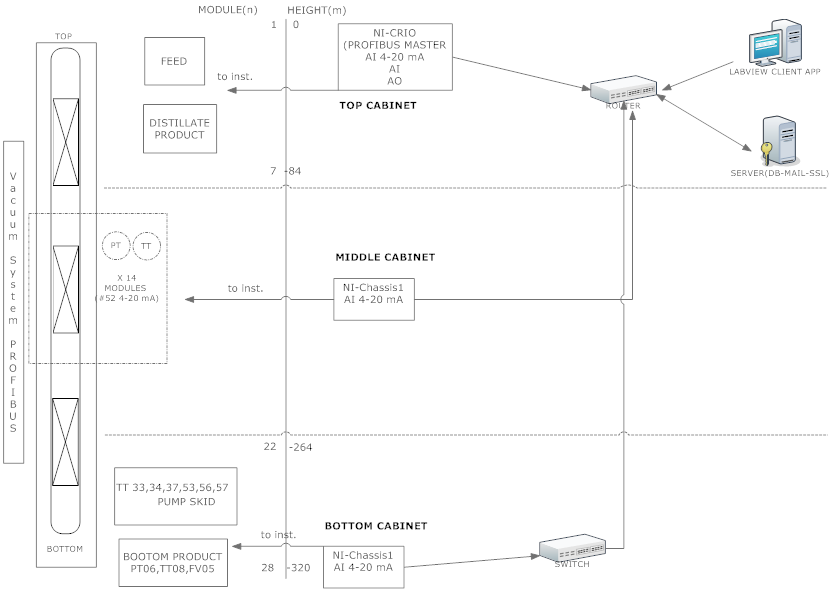 MODULE(n) HEIGHT(m)
1 0
TOP
FEED
to inst.
NI-CRIO
(PROFIBUS MASTER
AI 4-20 mA
AI
AO
TOP CABINET
DISTILLATE
PRODUCT
ROUTER
LABVIEW CLIENT APP
SERVER(DB-MAIL-SSL)
7 -84
Vacuum System PROFIBUS
PT TT
X 14
MODULES
(#52 4-20 mA)
MIDDLE CABINET
to inst.
NI-Chassis1
AI 4-20 mA
22 -264
TT 33,34,37,53,56,57
PUMP SKID
BOTTOM CABINET
to inst.
BOTTOM
BOOTOM PRODUCT
PT06,TT08,FV05
NI-Chassis1
AI 4-20 mA
28 -320
SWITCH